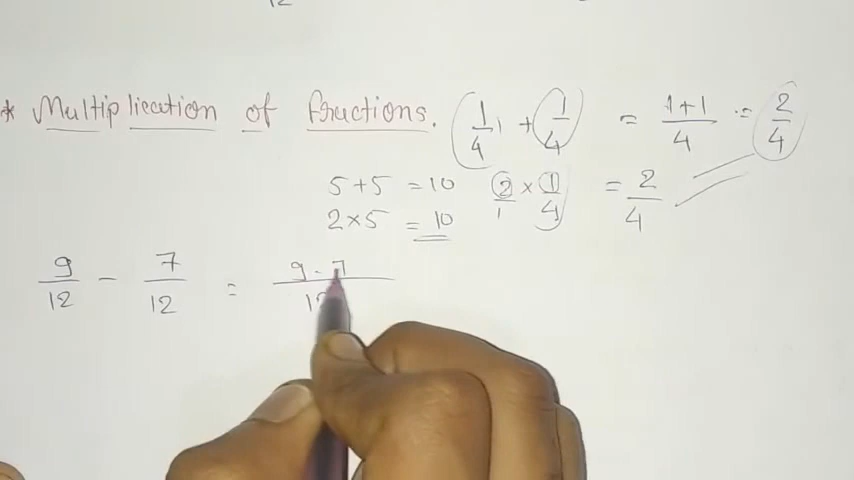 12
* Multiplication of fractions. 1/4 + 1/4 = 1+1/4 = 2/4
5+5 = 10 2/1 × 1/4 = 2/4
2×5 = 10
9/12 - 7/12 = 9-7/12